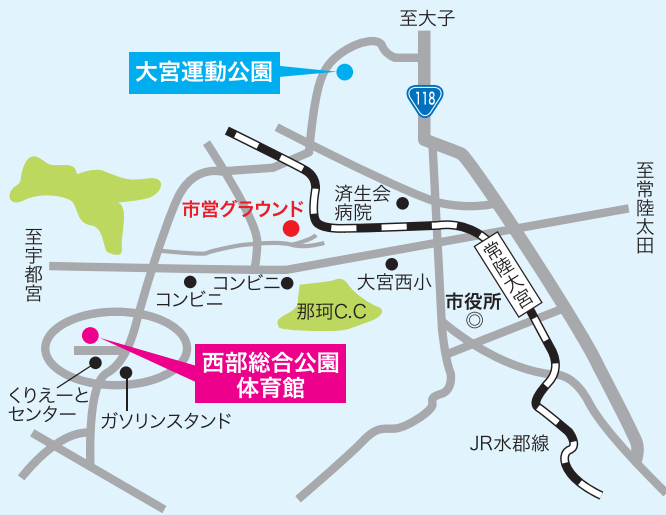 至大子
大宮運動公園
118
至常陸太田
済生会
病院
市営グラウンド
至宇都宮
常陸大宮
コンビニ
コンビニ
大宮西小
那珂C.C
市役所
西部総合公園
体育館
くりえーと
センター
ガソリンスタンド
JR水郡線